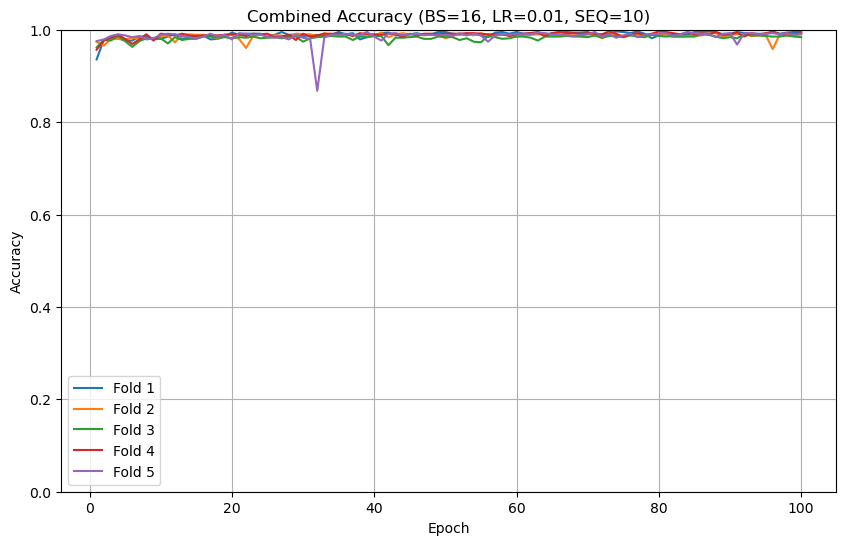 Combined Accuracy (BS=16, LR=0.01, SEQ=10)
1.0
0.8
0.6
0.4
0.2
0.0
Accuracy
Fold 1
Fold 2
Fold 3
Fold 4
Fold 5
0 20 40 60 80 100
Epoch